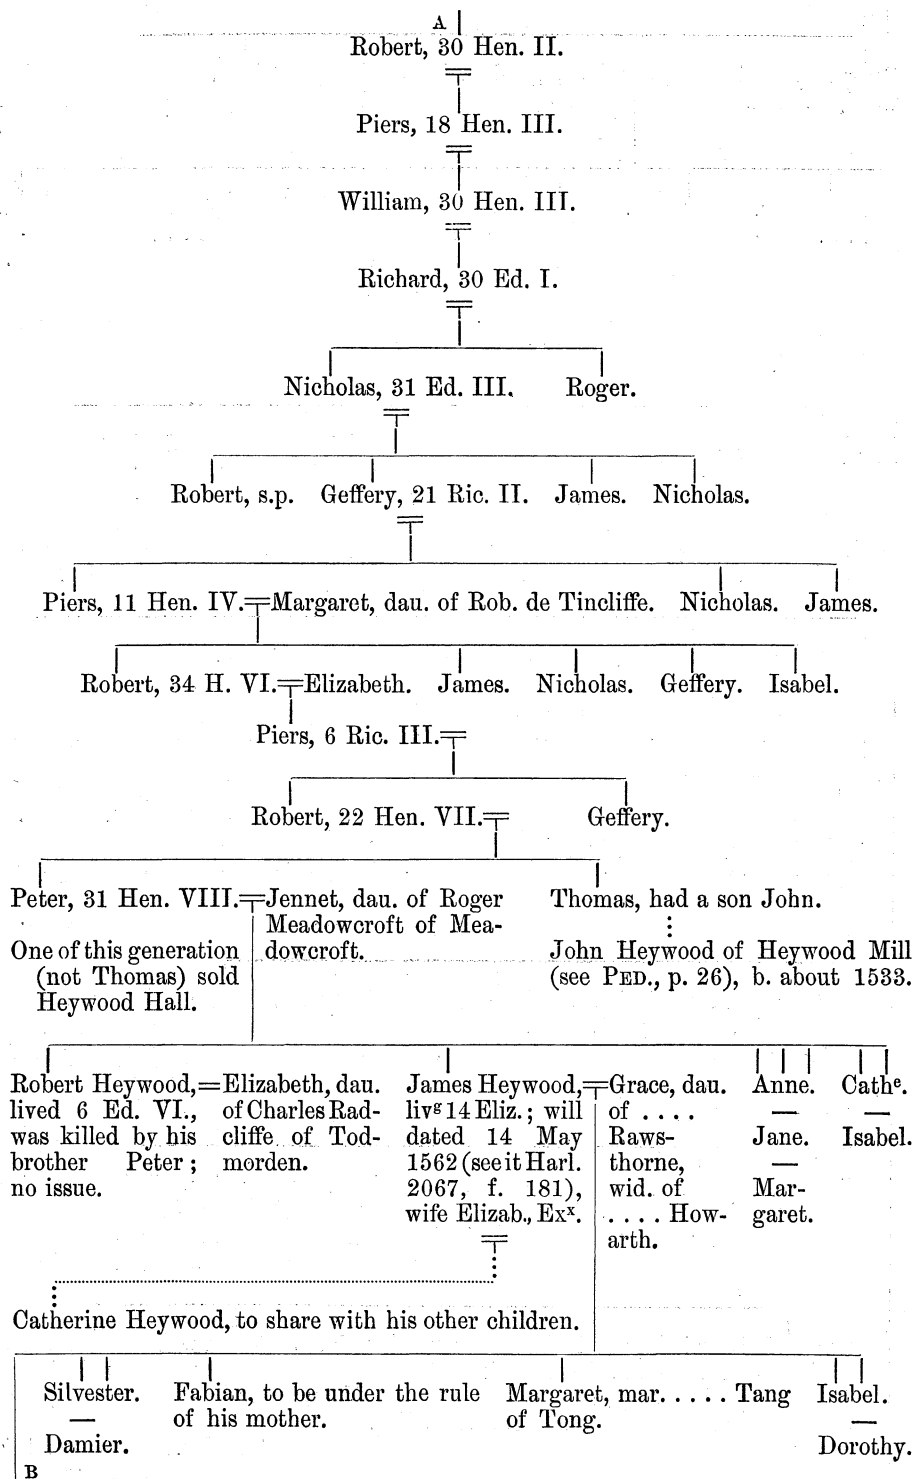 A
Robert, 30 Hen. II.
Piers, 18 Hen. III.
William, 30 Hen. III.
Richard, 30 Ed. I.
Nicholas, 31 Ed. III. Roger.
Robert, s.p. Geffery, 21 Ric. II. James. Nicholas.
Piers, 11 Hen. IV.=Margaret, dau. of Rob. de Tincliffe. Nicholas. James.
Robert, 34 H. VI.=Elizabeth. James. Nicholas. Geffery. Isabel.
Piers, 6 Ric. III.=
Robert, 22 Hen. VII.= Geffery.
Peter, 31 Hen. VIII.=Jennet, dau. of Roger
Meadowcroft of Mea-
dowcroft.
One of this generation
(not Thomas) sold
Heywood Hall.
Thomas, had a son John.
John Heywood of Heywood Mill
(see PED., p. 26), b. about 1533.
Robert Heywood,=
lived 6 Ed. VI.,
was killed by his
brother Peter;
no issue.
Elizabeth, dau.
of Charles Rad-
cliffe of Tod-
morden.
James Heywood,=
livᵍ 14 Eliz.; will
dated 14 May
1562 (see it Harl.
2067, f. 181),
wife Elizab., Exˣ.
Grace, dau.
of ....
Raws-
thorne,
wid. of
.... How-
arth.
Anne.
—
Jane.
—
Mar-
garet.
Cathᵉ.
—
Isabel.
Catherine Heywood, to share with his other children.
Silvester.
—
Damier.
Fabian, to be under the rule
of his mother.
Margaret, mar..... Tang
of Tong.
Isabel.
—
Dorothy.
B